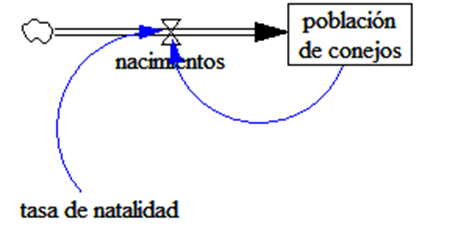 población
de conejos
nacimientos
tasa de natalidad